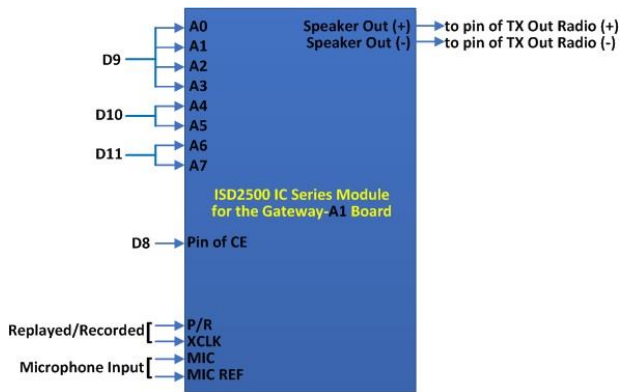 A0 Speaker Out (+) to pin of TX Out Radio (+)
A1 Speaker Out (-) to pin of TX Out Radio (-)
D9
A2
A3
A4
D10
A5
A6
D11
A7
ISD2500 IC Series Module
for the Gateway-A1 Board
D8 Pin of CE
P/R
Replayed/Recorded
XCLK
MIC
Microphone Input
MIC REF